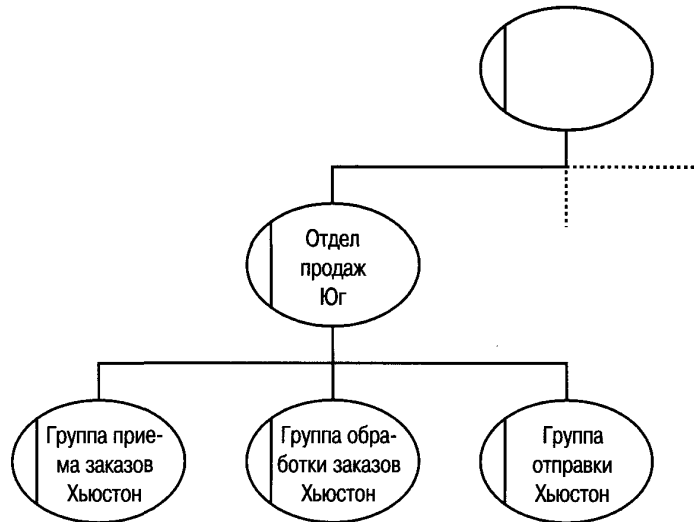 Отдел
продаж
Юг
Группа прие-
ма заказов
Хьюстон
Группа обра-
ботки заказов
Хьюстон
Группа
отправки
Хьюстон